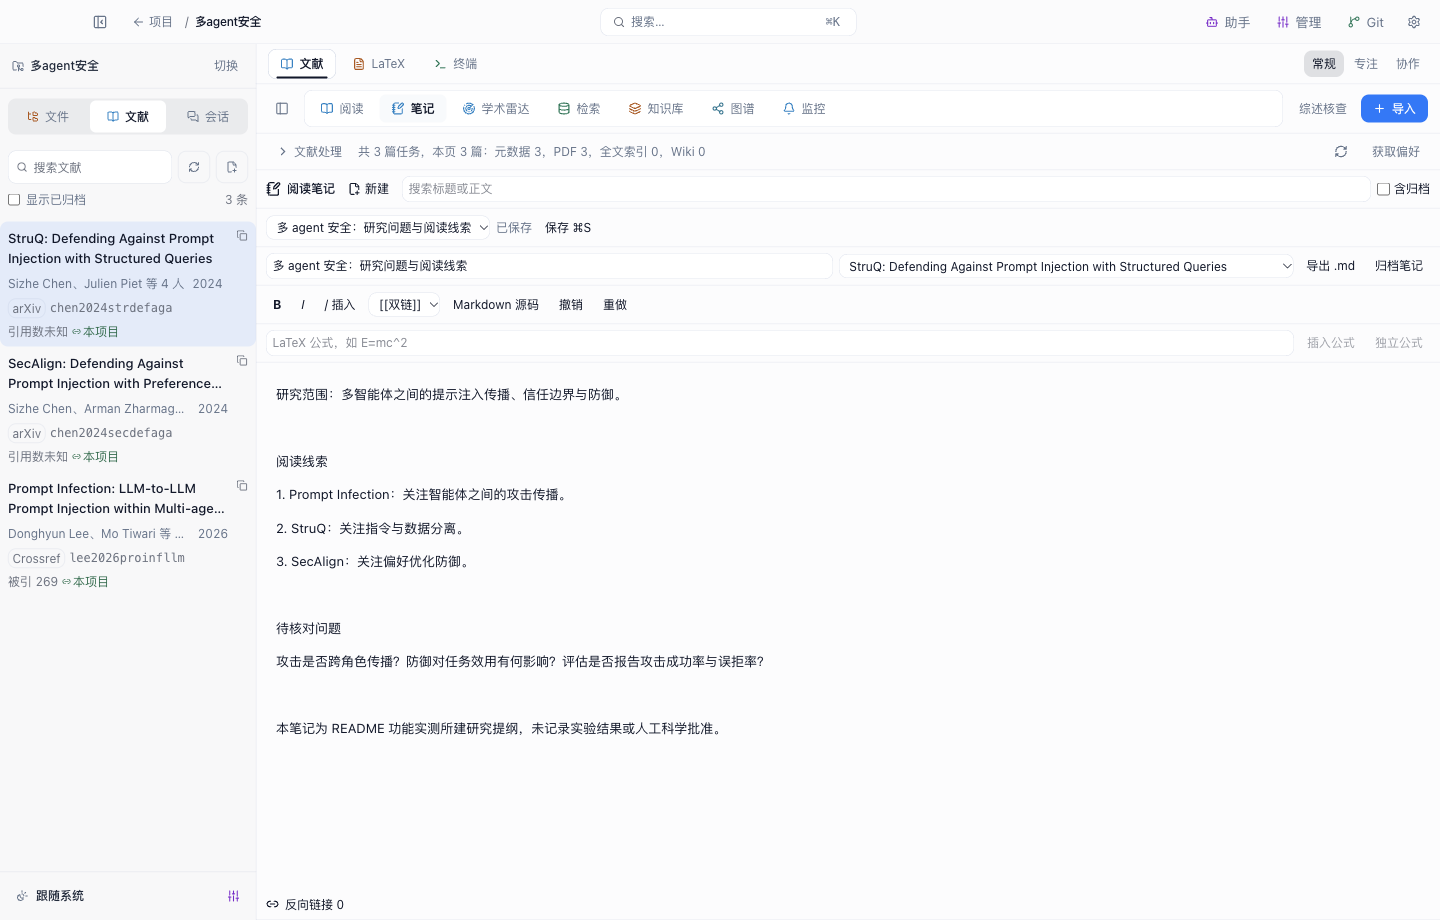 项目 / 多agent安全
搜索... ⌘K
助手 管理 Git
多agent安全 切换
文献 LaTeX 终端
常规 专注 协作
文件 文献 会话
阅读 笔记 学术雷达 检索 知识库 图谱 监控
综述核查 + 导入
搜索文献
显示已归档 3 条
StruQ: Defending Against Prompt
Injection with Structured Queries
Sizhe Chen、Julien Piet 等 4 人 2024
arXiv chen2024strdefaga
引用数未知 本项目
SecAlign: Defending Against
Prompt Injection with Preference...
Sizhe Chen、Arman Zharmag... 2024
arXiv chen2024secdefaga
引用数未知 本项目
Prompt Infection: LLM-to-LLM
Prompt Injection within Multi-age...
Donghyun Lee、Mo Tiwari 等 ... 2026
Crossref lee2026proinfllm
被引 269 本项目
跟随系统
文献处理 共 3 篇任务，本页 3 篇：元数据 3，PDF 3，全文索引 0，Wiki 0
获取偏好
阅读笔记 新建 搜索标题或正文 含归档
多 agent 安全：研究问题与阅读线索 已保存 保存 ⌘S
多 agent 安全：研究问题与阅读线索 StruQ: Defending Against Prompt Injection with Structured Queries 导出 .md 归档笔记
B I / 插入 [[双链]] Markdown 源码 撤销 重做
LaTeX 公式，如 E=mc^2 插入公式 独立公式
研究范围：多智能体之间的提示注入传播、信任边界与防御。
阅读线索
1. Prompt Infection：关注智能体之间的攻击传播。
2. StruQ：关注指令与数据分离。
3. SecAlign：关注偏好优化防御。
待核对问题
攻击是否跨角色传播？防御对任务效用有何影响？评估是否报告攻击成功率与误拒率？
本笔记为 README 功能实测所建研究提纲，未记录实验结果或人工科学批准。
反向链接 0